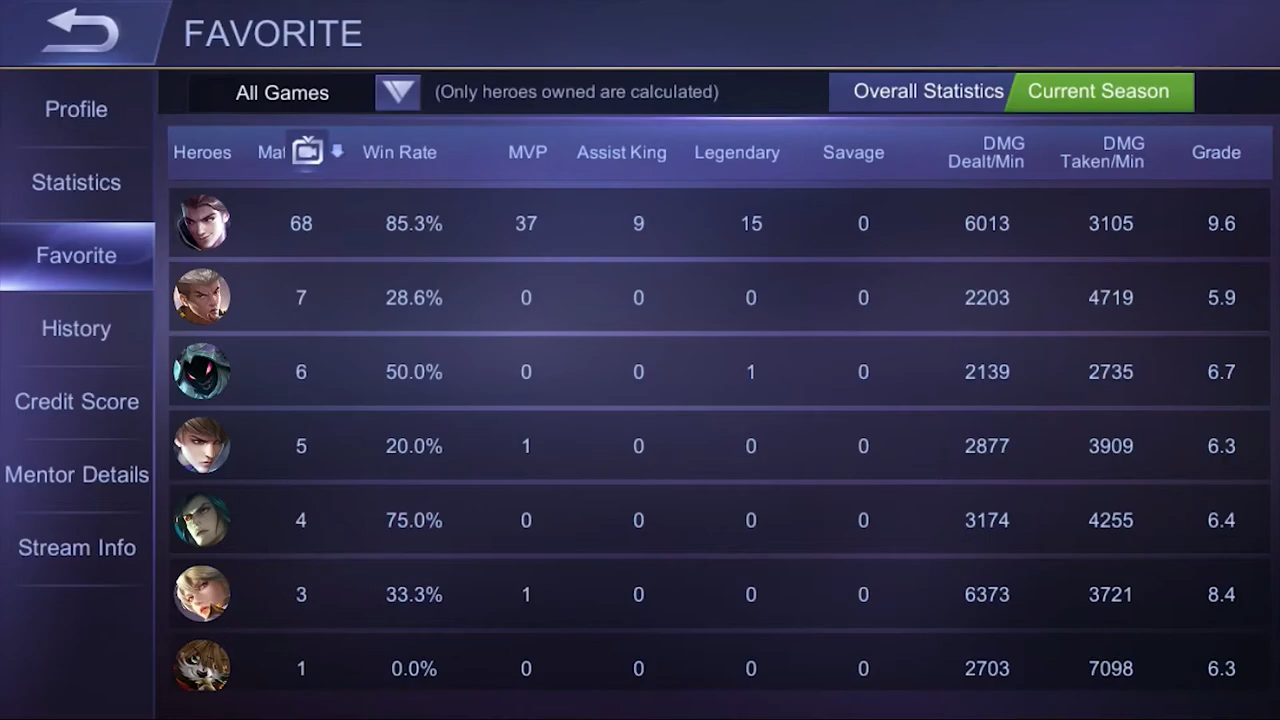 FAVORITE
Profile
Statistics
Favorite
History
Credit Score
Mentor Details
Stream Info
All Games (Only heroes owned are calculated) Overall Statistics Current Season
Heroes Mat Win Rate MVP Assist King Legendary Savage DMG Dealt/Min DMG Taken/Min Grade
68 85.3% 37 9 15 0 6013 3105 9.6
7 28.6% 0 0 0 0 2203 4719 5.9
6 50.0% 0 0 1 0 2139 2735 6.7
5 20.0% 1 0 0 0 2877 3909 6.3
4 75.0% 0 0 0 0 3174 4255 6.4
3 33.3% 1 0 0 0 6373 3721 8.4
1 0.0% 0 0 0 0 2703 7098 6.3